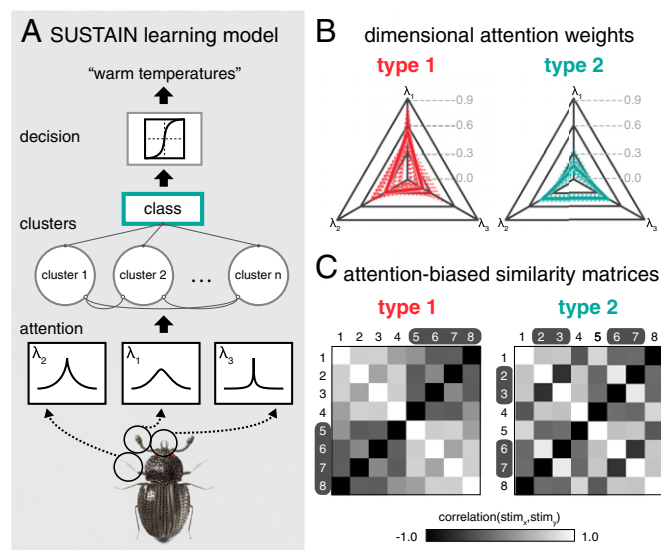 A SUSTAIN learning model
“warm temperatures”
decision
class
clusters
cluster 1
cluster 2
...
cluster n
attention
λ2
λ1
λ3
B dimensional attention weights
type 1
type 2
λ1
λ1
0.9
0.9
0.6
0.6
0.3
0.3
0.0
0.0
λ2
λ3
λ2
λ3
C attention-biased similarity matrices
type 1
type 2
1 2 3 4 5 6 7 8
1 2 3 4 5 6 7 8
1
2
3
4
5
6
7
8
1
2
3
4
5
6
7
8
correlation(stimx,stimy)
-1.0
1.0